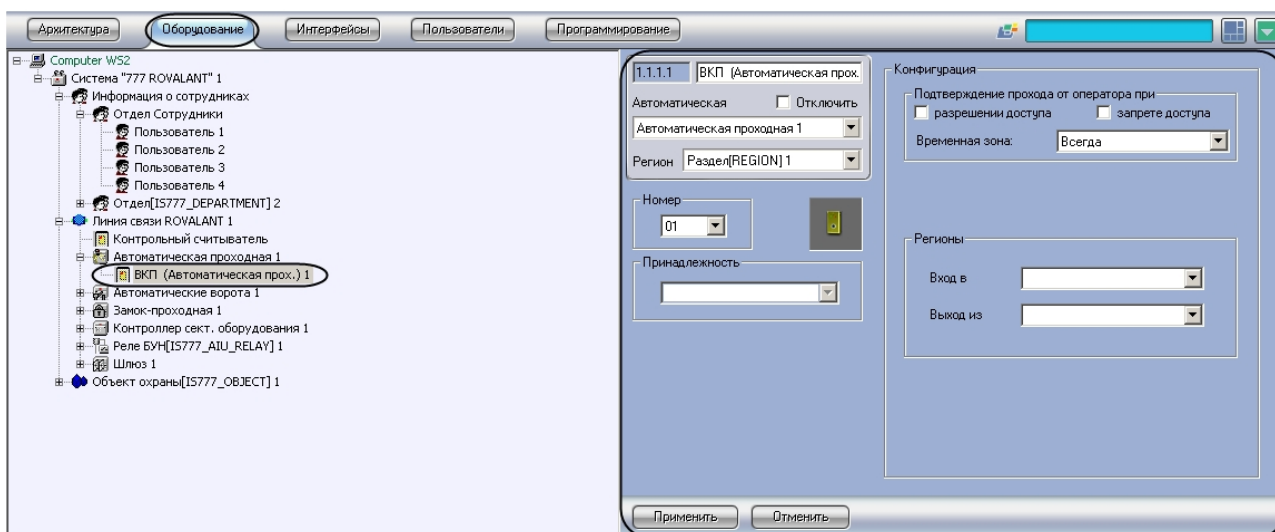 Архитектура Оборудование Интерфейсы Пользователи Программирование
Computer WS2
Система "777 ROVALANT" 1
Информация о сотрудниках
Отдел Сотрудники
Пользователь 1
Пользователь 2
Пользователь 3
Пользователь 4
Отдел[IS777_DEPARTMENT] 2
Линия связи ROVALANT 1
Контрольный считыватель
Автоматическая проходная 1
ВКП (Автоматическая прох.) 1
Автоматические ворота 1
Замок-проходная 1
Контроллер сект. оборудования 1
Реле БУН[IS777_AIU_RELAY] 1
Шлюз 1
Объект охраны[IS777_OBJECT] 1
1.1.1.1 ВКП (Автоматическая прох.
Автоматическая Отключить
Автоматическая проходная 1
Регион Раздел[REGION] 1
Номер
01
Принадлежность
Конфигурация
Подтверждение прохода от оператора при
разрешении доступа запрете доступа
Временная зона: Всегда
Регионы
Вход в
Выход из
Применить Отменить